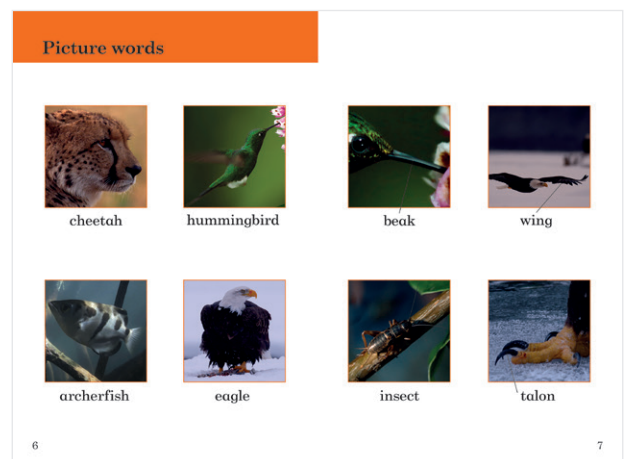 Picture words
cheetah
hummingbird
beak
wing
archerfish
eagle
insect
talon
6
7